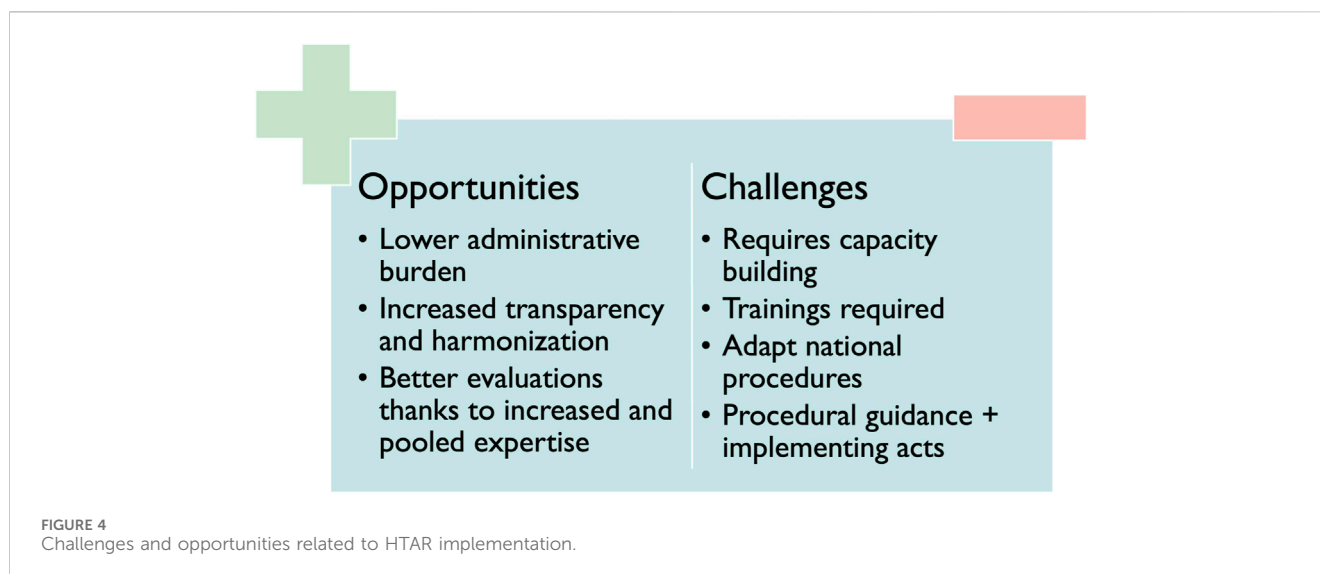 Opportunities
• Lower administrative
burden
• Increased transparency
and harmonization
• Better evaluations
thanks to increased and
pooled expertise
Challenges
• Requires capacity
building
• Trainings required
• Adapt national
procedures
• Procedural guidance +
implementing acts
FIGURE 4
Challenges and opportunities related to HTAR implementation.